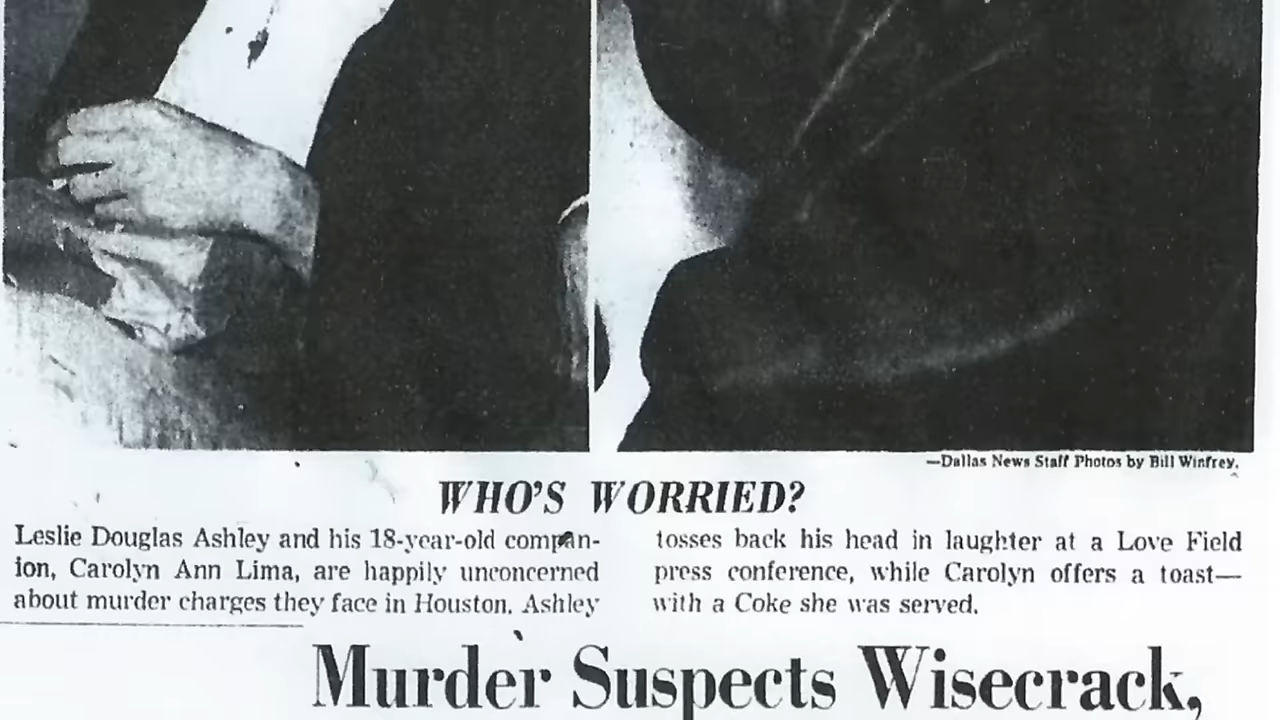 —Dallas News Staff Photos by Bill Winfrey.
WHO'S WORRIED?
Leslie Douglas Ashley and his 18-year-old compan-
ion, Carolyn Ann Lima, are happily unconcerned
about murder charges they face in Houston. Ashley
tosses back his head in laughter at a Love Field
press conference, while Carolyn offers a toast—
with a Coke she was served.
Murder Suspects Wisecrack,